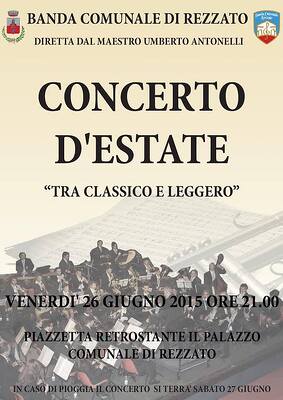 BANDA COMUNALE DI REZZATO
DIRETTA DAL MAESTRO UMBERTO ANTONELLI
CONCERTO
D'ESTATE
“TRA CLASSICO E LEGGERO”
VENERDI' 26 GIUGNO 2015 ORE 21.00
PIAZZETTA RETROSTANTE IL PALAZZO
COMUNALE DI REZZATO
IN CASO DI PIOGGIA IL CONCERTO SI TERRA' SABATO 27 GIUGNO